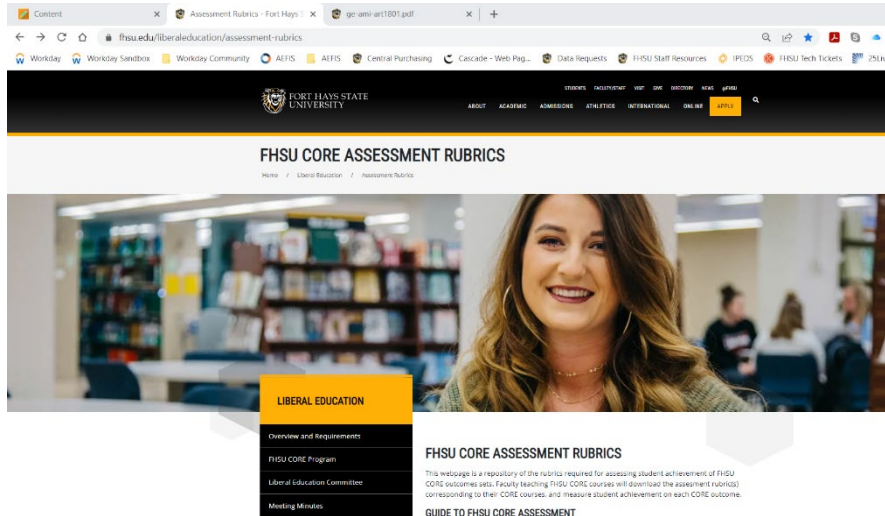 Content
Assessment Rubrics - Fort Hays S
ge-ami-art1801.pdf
fhsu.edu/liberaleducation/assessment-rubrics
Workday Workday Sandbox Workday Community AEFIS AEFIS Central Purchasing Cascade - Web Pag... Data Requests FHSU Staff Resources IPEDS FHSU Tech Tickets 25Liv
STUDENTS FACULTY/STAFF VISIT GIVE DIRECTORY NEWS @FHSU
FORT HAYS STATE
UNIVERSITY
ABOUT ACADEMIC ADMISSIONS ATHLETICS INTERNATIONAL ONLINE APPLY
FHSU CORE ASSESSMENT RUBRICS
Home / Liberal Education / Assessment Rubrics
LIBERAL EDUCATION
Overview and Requirements
FHSU CORE Program
Liberal Education Committee
Meeting Minutes
FHSU CORE ASSESSMENT RUBRICS
This webpage is a repository of the rubrics required for assessing student achievement of FHSU
CORE outcomes sets. Faculty teaching FHSU CORE courses will download the assesment rubric(s)
corresponding to their CORE courses, and measure student achievement on each CORE outcome.
GUIDE TO FHSU CORE ASSESSMENT